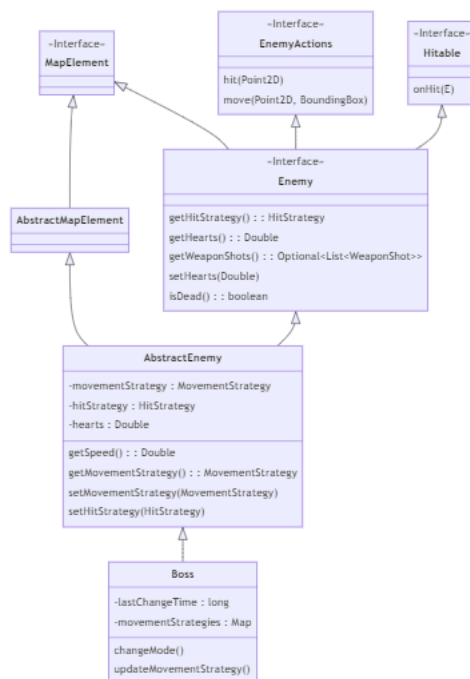 «Interface»
MapElement
«Interface»
EnemyActions
hit(Point2D)
move(Point2D, BoundingBox)
«Interface»
Hitable
onHit(E)
AbstractMapElement
«Interface»
Enemy
getHitStrategy() : : HitStrategy
getHearts() : : Double
getWeaponShots() : : Optional<List<WeaponShot>>
setHearts(Double)
isDead() : : boolean
AbstractEnemy
-movementStrategy : MovementStrategy
-hitStrategy : HitStrategy
-hearts : Double
getSpeed() : : Double
getMovementStrategy() : : MovementStrategy
setMovementStrategy(MovementStrategy)
setHitStrategy(HitStrategy)
Boss
-lastChangeTime : long
-movementStrategies : Map
changeMode()
updateMovementStrategy()